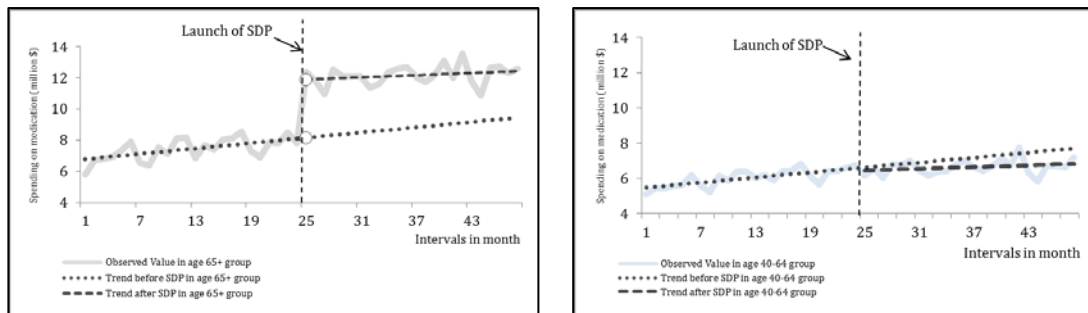 Launch of SDP
Spending on medication (million $)
14
12
10
8
6
4
1 7 13 19 25 31 37 43
Intervals in month
Observed Value in age 65+ group
Trend before SDP in age 65+ group
Trend after SDP in age 65+ group
Launch of SDP
Spending on medication (million $)
14
12
10
8
6
4
1 7 13 19 25 31 37 43
Intervals in month
Observed Value in age 40-64 group
Trend before SDP in age 40-64 group
Trend after SDP in age 40-64 group